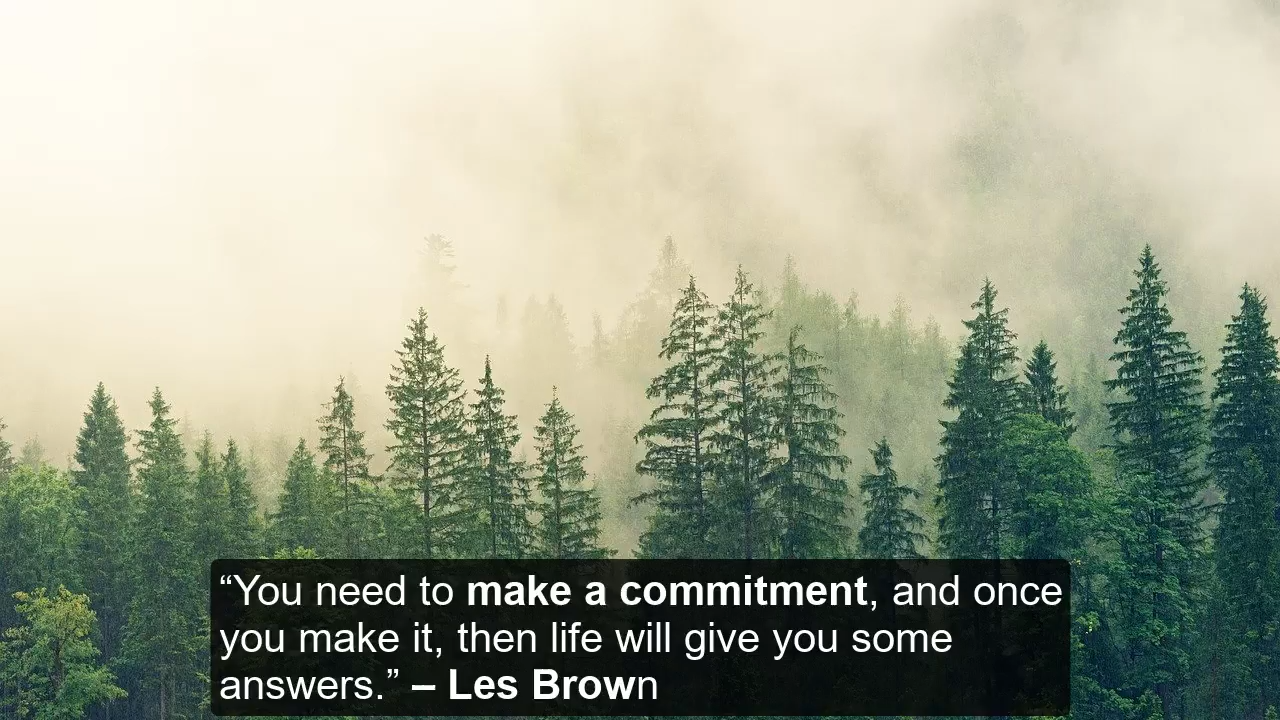 “You need to make a commitment, and once
you make it, then life will give you some
answers.” – Les Brown